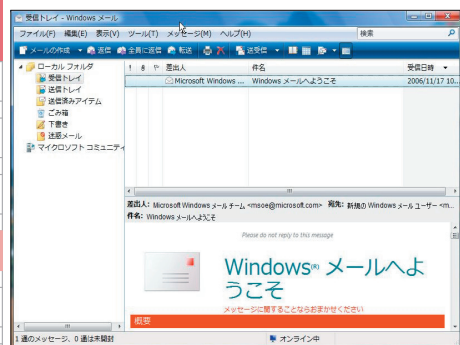 受信トレイ - Windows メール
ファイル(F) 編集(E) 表示(V) ツール(T) メッセージ(M) ヘルプ(H)
検索
メールの作成 返信 全員に返信 転送 送受信
ローカル フォルダ
受信トレイ
送信トレイ
送信済みアイテム
ごみ箱
下書き
迷惑メール
マイクロソフト コミュニティ
! 差出人 件名 受信日時
Microsoft Windows ... Windows メールへようこそ 2006/11/17 10...
差出人: Microsoft Windows メール チーム <msoe@microsoft.com> 宛先: 新規の Windows メール ユーザー <m...
件名: Windows メールへようこそ
Please do not reply to this message
Windows® メールへよ
うこそ
メッセージに関することならおまかせください
概要
1 通のメッセージ、0 通は未開封
オンライン中